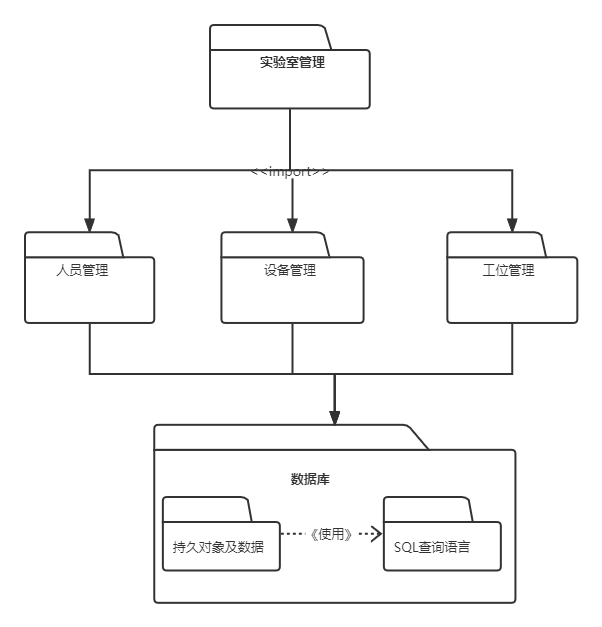 实验室管理
<<import>>
人员管理
设备管理
工位管理
数据库
持久对象及数据
《使用》
SQL查询语言